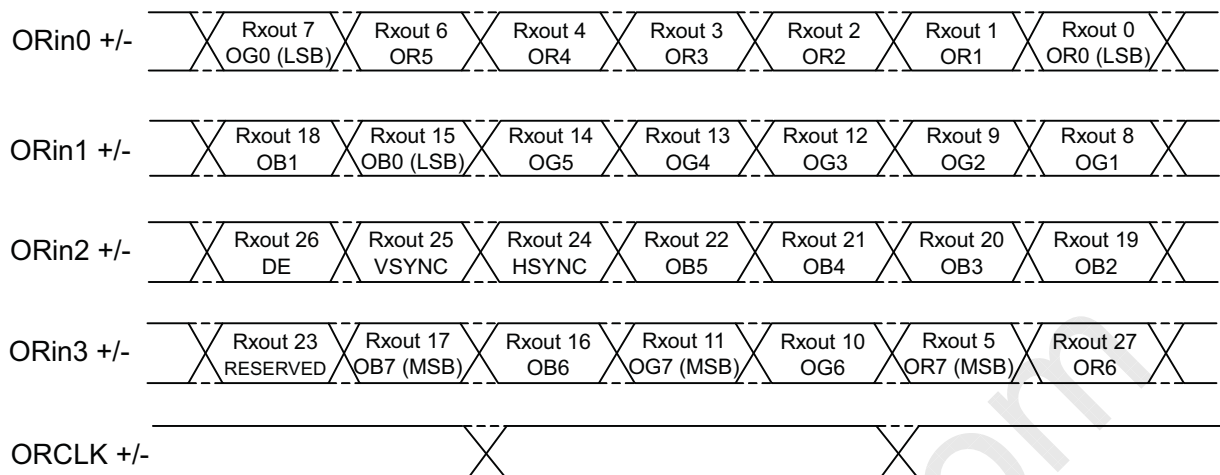 ORin0 +/-
Rxout 7 Rxout 6 Rxout 4 Rxout 3 Rxout 2 Rxout 1 Rxout 0
OG0 (LSB) OR5 OR4 OR3 OR2 OR1 OR0 (LSB)
ORin1 +/-
Rxout 18 Rxout 15 Rxout 14 Rxout 13 Rxout 12 Rxout 9 Rxout 8
OB1 OB0 (LSB) OG5 OG4 OG3 OG2 OG1
ORin2 +/-
Rxout 26 Rxout 25 Rxout 24 Rxout 22 Rxout 21 Rxout 20 Rxout 19
DE VSYNC HSYNC OB5 OB4 OB3 OB2
ORin3 +/-
Rxout 23 Rxout 17 Rxout 16 Rxout 11 Rxout 10 Rxout 5 Rxout 27
RESERVED OB7 (MSB) OB6 OG7 (MSB) OG6 OR7 (MSB) OR6
ORCLK +/-
om